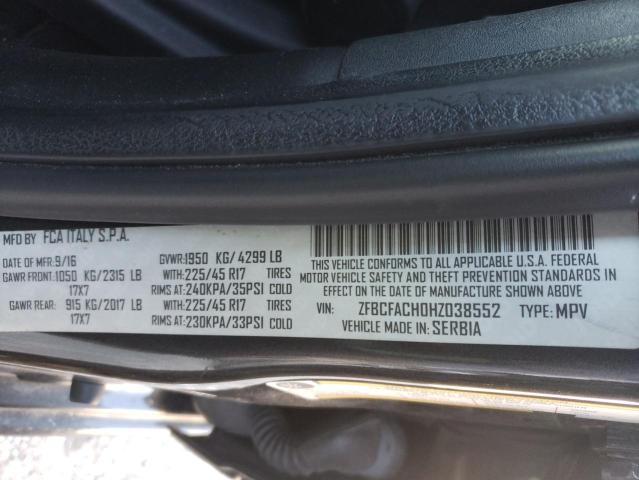 MFD BY FCA ITALY S.P.A.
DATE OF MFR:9/16 GVWR:1950 KG/4299 LB
GAWR FRONT:1050 KG/2315 LB WITH:225/45 R17 TIRES
17X7 RIMS AT:240KPA/35PSI COLD
GAWR REAR: 915 KG/2017 LB WITH:225/45 R17 TIRES
17X7 RIMS AT:230KPA/33PSI COLD
THIS VEHICLE CONFORMS TO ALL U.S.A. FEDERAL
MOTOR VEHICLE SAFETY AND THEFT PREVENTION STANDARDS IN
EFFECT ON THE DATE OF MANUFACTURE SHOWN ABOVE
VIN: ZFBCFACH0HZ038552 TYPE: MPV
VEHICLE MADE IN: SERBIA